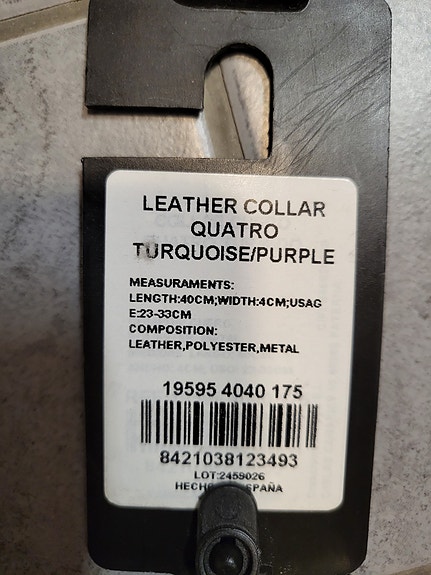 LEATHER COLLAR
QUATRO
TURQUOISE/PURPLE
MEASURAMENTS:
LENGTH:40CM;WIDTH:4CM;USAG
E:23-33CM
COMPOSITION:
LEATHER,POLYESTER,METAL
19595 4040 175
8421038123493
LOT:2459026